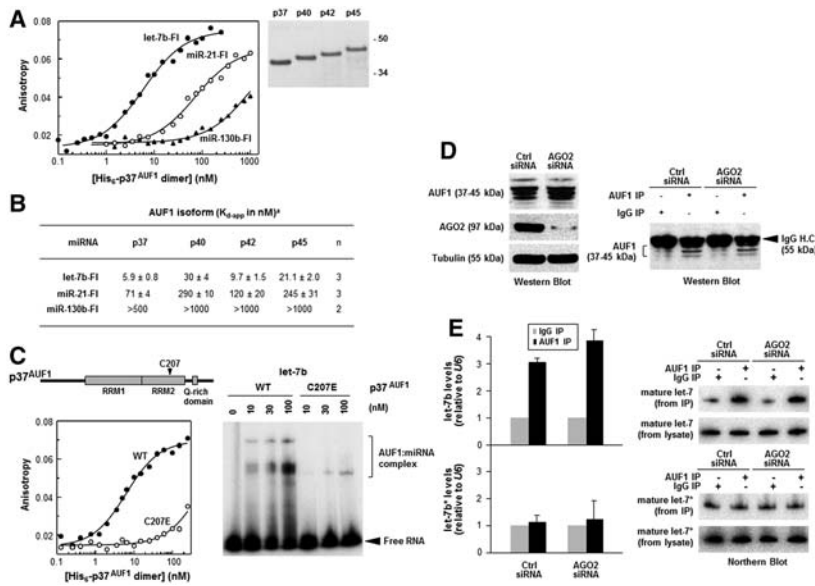 A
let-7b-Fl
miR-21-Fl
miR-130b-Fl
Anisotropy
0.08
0.06
0.04
0.02
0.1 1 10 100 1000
[His6-p37AUF1 dimer] (nM)
p37 p40 p42 p45
- 50
- 34
B
AUF1 isoform (Kd-app in nM)a
miRNA p37 p40 p42 p45 n
let-7b-Fl 5.9 ± 0.8 30 ± 4 9.7 ± 1.5 21.1 ± 2.0 3
miR-21-Fl 71 ± 4 290 ± 10 120 ± 20 245 ± 31 3
miR-130b-Fl >500 >1000 >1000 >1000 2
C
C207
p37AUF1
RRM1 RRM2 Q-rich
domain
Anisotropy
0.08
0.06
0.04
0.02
WT
C207E
0.1 1 10 100
[His6-p37AUF1 dimer] (nM)
let-7b
WT C207E p37AUF1
0 10 30 100 10 30 100 (nM)
AUF1:miRNA
complex
Free RNA
D
Ctrl
siRNA
AGO2
siRNA
AUF1 (37-45 kDa)
AGO2 (97 kDa)
Tubulin (55 kDa)
Western Blot
Ctrl
siRNA
AGO2
siRNA
AUF1 IP - + - +
IgG IP + - + -
IgG H.C
(55 kDa)
AUF1
(37-45 kDa)
Western Blot
E
IgG IP
AUF1 IP
let-7b levels
(relative to U6)
4
3
2
1
0
let-7b* levels
(relative to U6)
4
3
2
1
0
Ctrl
siRNA
AGO2
siRNA
Ctrl
siRNA
AGO2
siRNA
AUF1 IP - + - +
IgG IP + - + -
mature let-7
(from IP)
mature let-7
(from lysate)
Ctrl
siRNA
AGO2
siRNA
AUF1 IP - + - +
IgG IP + - + -
mature let-7*
(from IP)
mature let-7*
(from lysate)
Northern Blot